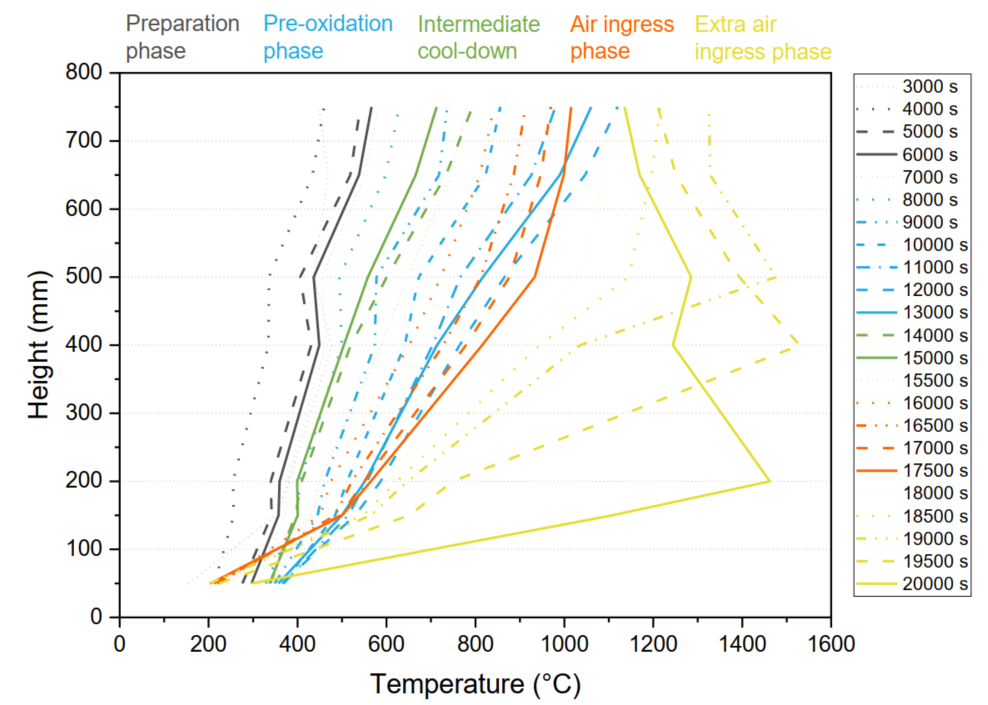 Preparation phase
Pre-oxidation phase
Intermediate cool-down
Air ingress phase
Extra air ingress phase
Height (mm)
800
700
600
500
400
300
200
100
0
0 200 400 600 800 1000 1200 1400 1600
Temperature (°C)
3000 s
4000 s
5000 s
6000 s
7000 s
8000 s
9000 s
10000 s
11000 s
12000 s
13000 s
14000 s
15000 s
15500 s
16000 s
16500 s
17000 s
17500 s
18000 s
18500 s
19000 s
19500 s
20000 s